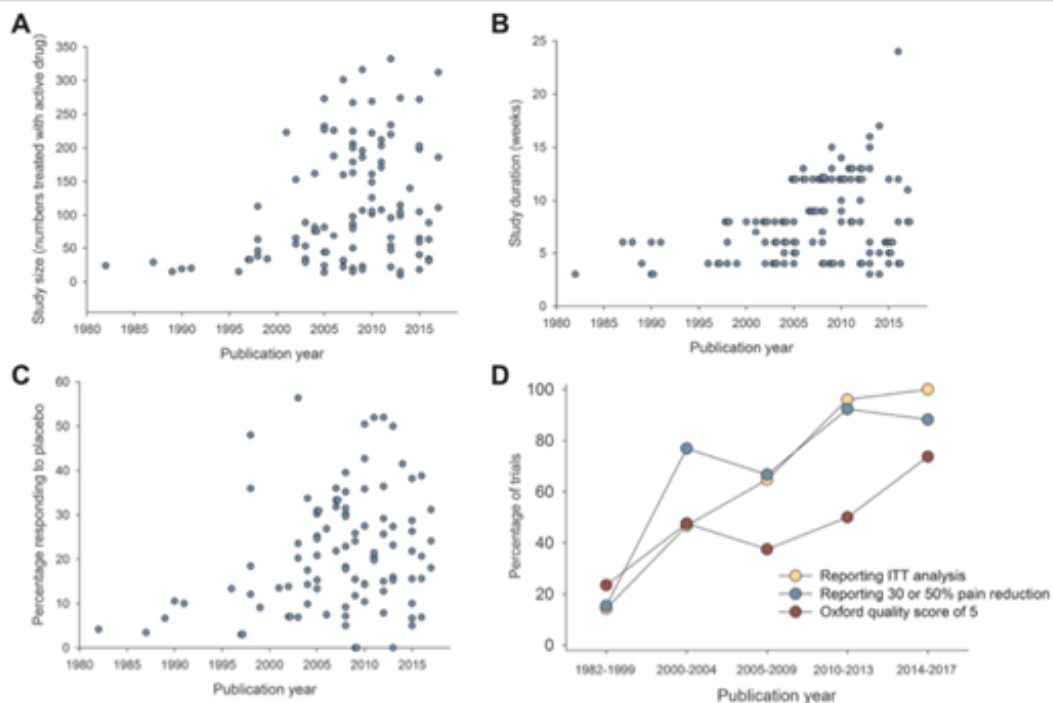 A
Study size (numbers treated with active drug)
350
300
250
200
150
100
50
0
1980 1985 1990 1995 2000 2005 2010 2015
Publication year
B
Study duration (weeks)
25
20
15
10
5
0
1980 1985 1990 1995 2000 2005 2010 2015
Publication year
C
Percentage responding to placebo
60
50
40
30
20
10
0
1980 1985 1990 1995 2000 2005 2010 2015
Publication year
D
Percentage of trials
100
80
60
40
20
0
Reporting ITT analysis
Reporting 30 or 50% pain reduction
Oxford quality score of 5
1982-1999 2000-2004 2005-2009 2010-2013 2014-2017
Publication year